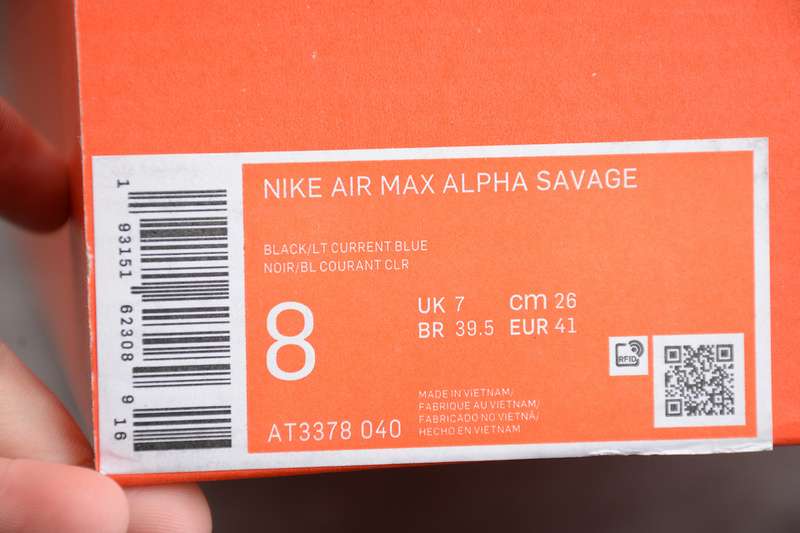 1 93151 62308 9 16
NIKE AIR MAX ALPHA SAVAGE
BLACK/LT CURRENT BLUE
NOIR/BL COURANT CLR
8
UK 7 cm 26
BR 39.5 EUR 41
RFID
MADE IN VIETNAM/
FABRIQUE AU VIETNAM/
FABRICADO NO VIETNÃ/
HECHO EN VIETNAM
AT3378 040